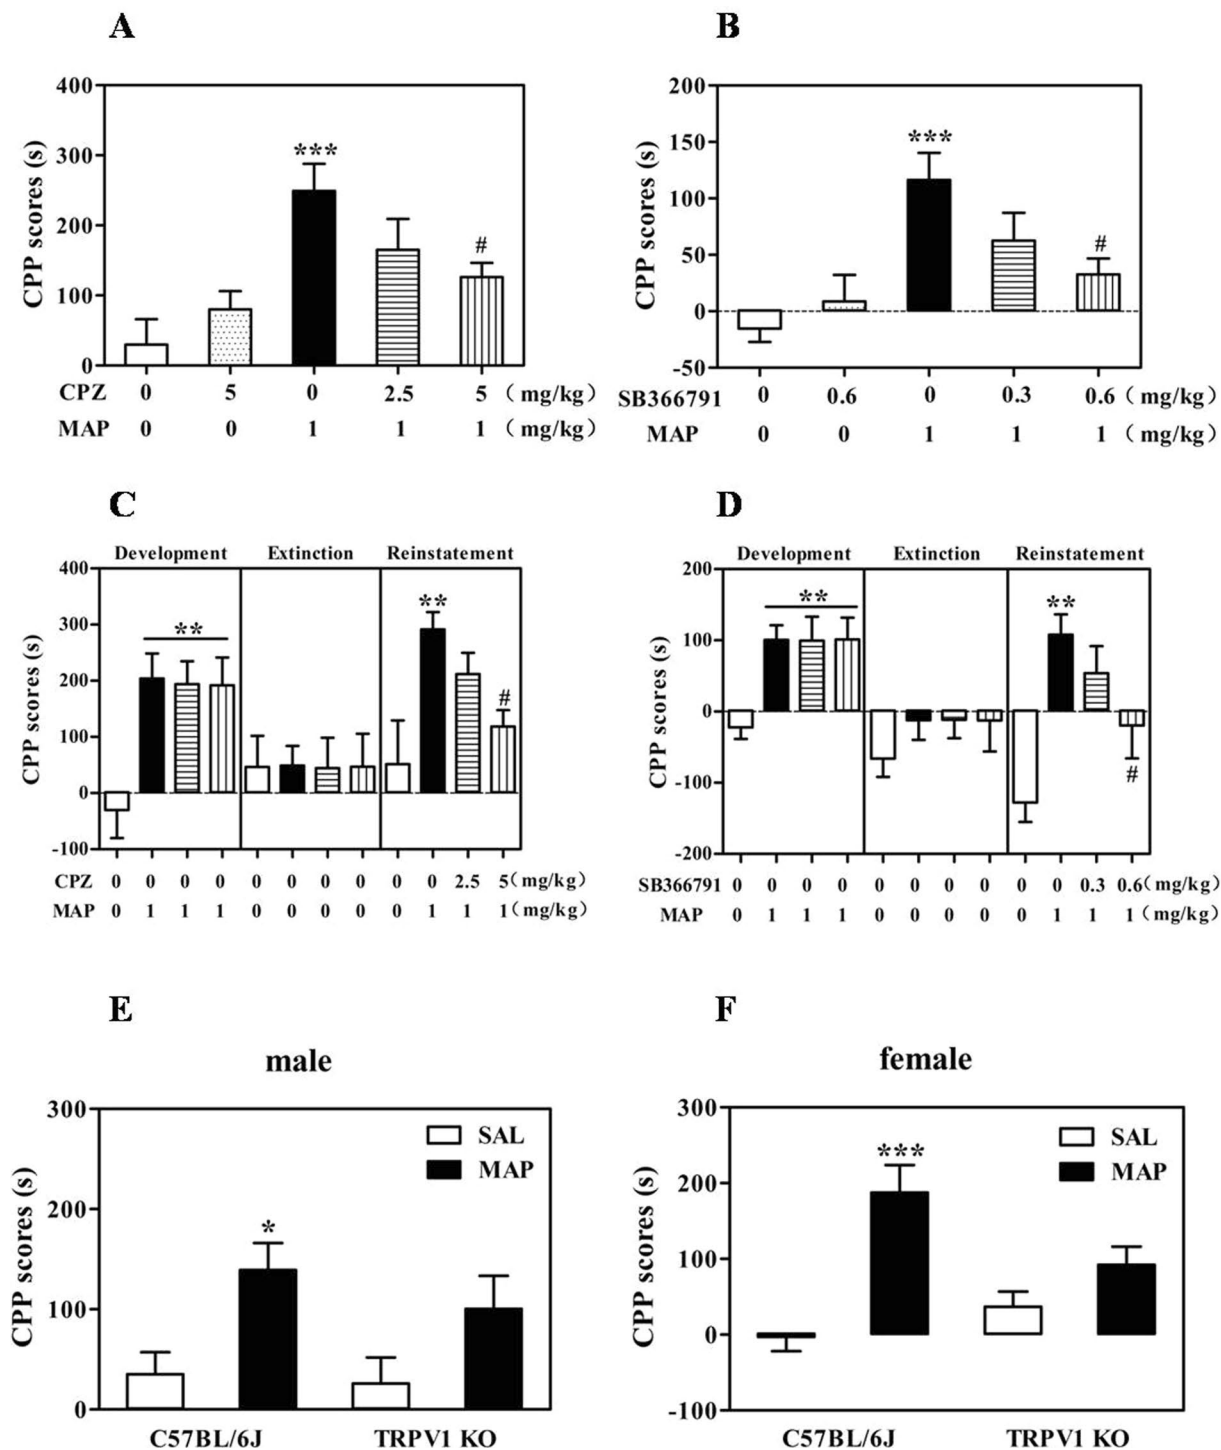 A
400
300
200
100
0
CPP scores (s)
***
#
CPZ 0 5 0 2.5 5 (mg/kg)
MAP 0 0 1 1 1 (mg/kg)
B
200
150
100
50
0
-50
CPP scores (s)
***
#
SB366791 0 0.6 0 0.3 0.6 (mg/kg)
MAP 0 0 1 1 1 (mg/kg)
C
Development Extinction Reinstatement
400
300
200
100
0
-100
CPP scores (s)
**
**
#
CPZ 0 0 0 0 0 0 0 0 0 0 2.5 5(mg/kg)
MAP 0 1 1 1 0 0 0 0 0 1 1 1(mg/kg)
D
Development Extinction Reinstatement
200
100
0
-100
-200
CPP scores (s)
**
**
#
SB366791 0 0 0 0 0 0 0 0 0 0 0.3 0.6(mg/kg)
MAP 0 1 1 1 0 0 0 0 0 1 1 1(mg/kg)
E
male
300
200
100
0
CPP scores (s)
SAL
MAP
*
C57BL/6J TRPV1 KO
F
female
300
200
100
0
-100
CPP scores (s)
SAL
MAP
***
C57BL/6J TRPV1 KO